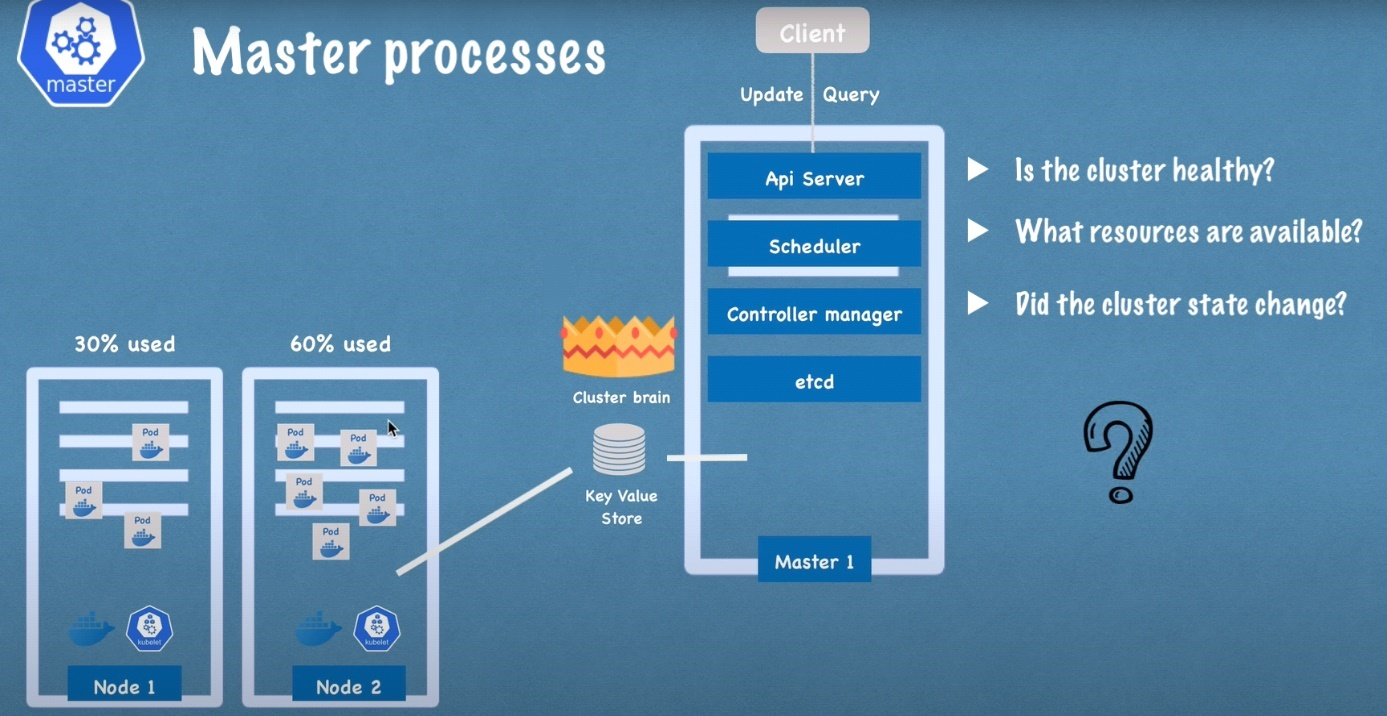 master
Master processes
Client
Update Query
Api Server
Scheduler
Controller manager
etcd
Master 1
Is the cluster healthy?
What resources are available?
Did the cluster state change?
?
Cluster brain
Key Value
Store
30% used
Pod
Pod
Pod
kubelet
Node 1
60% used
Pod
Pod
Pod
Pod
Pod
kubelet
Node 2